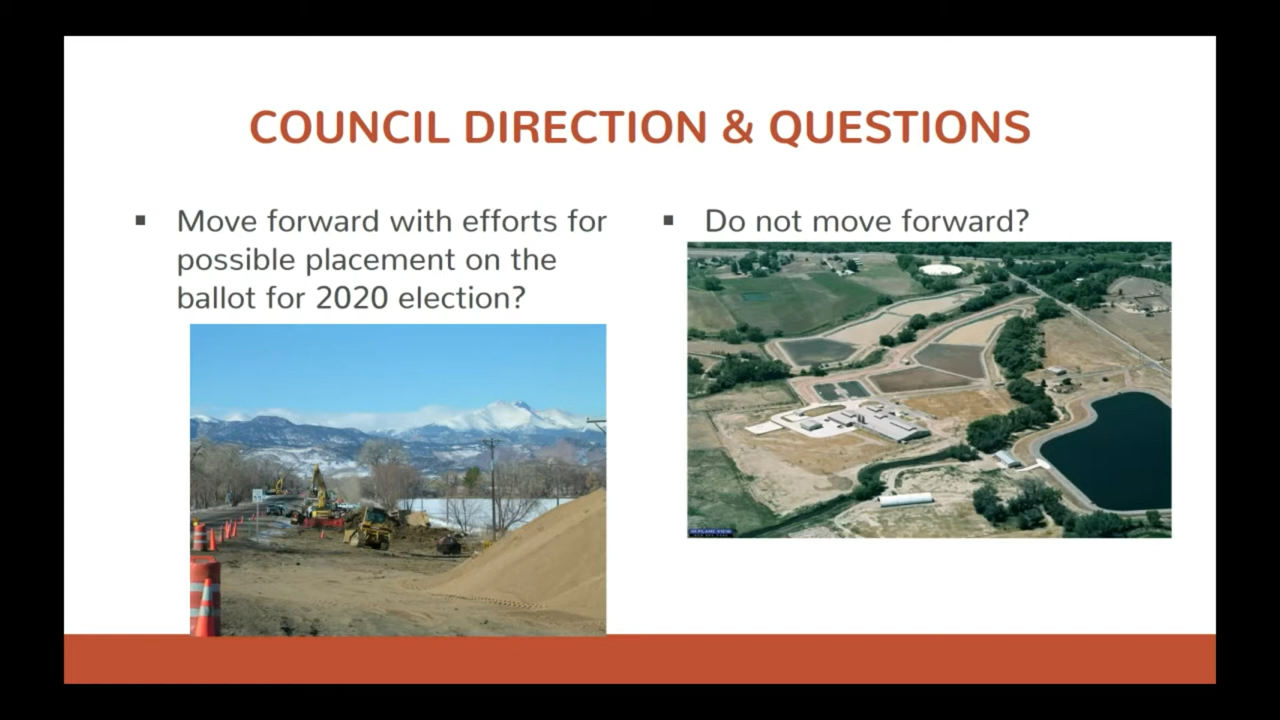 COUNCIL DIRECTION & QUESTIONS
▪ Move forward with efforts for
possible placement on the
ballot for 2020 election?
▪ Do not move forward?